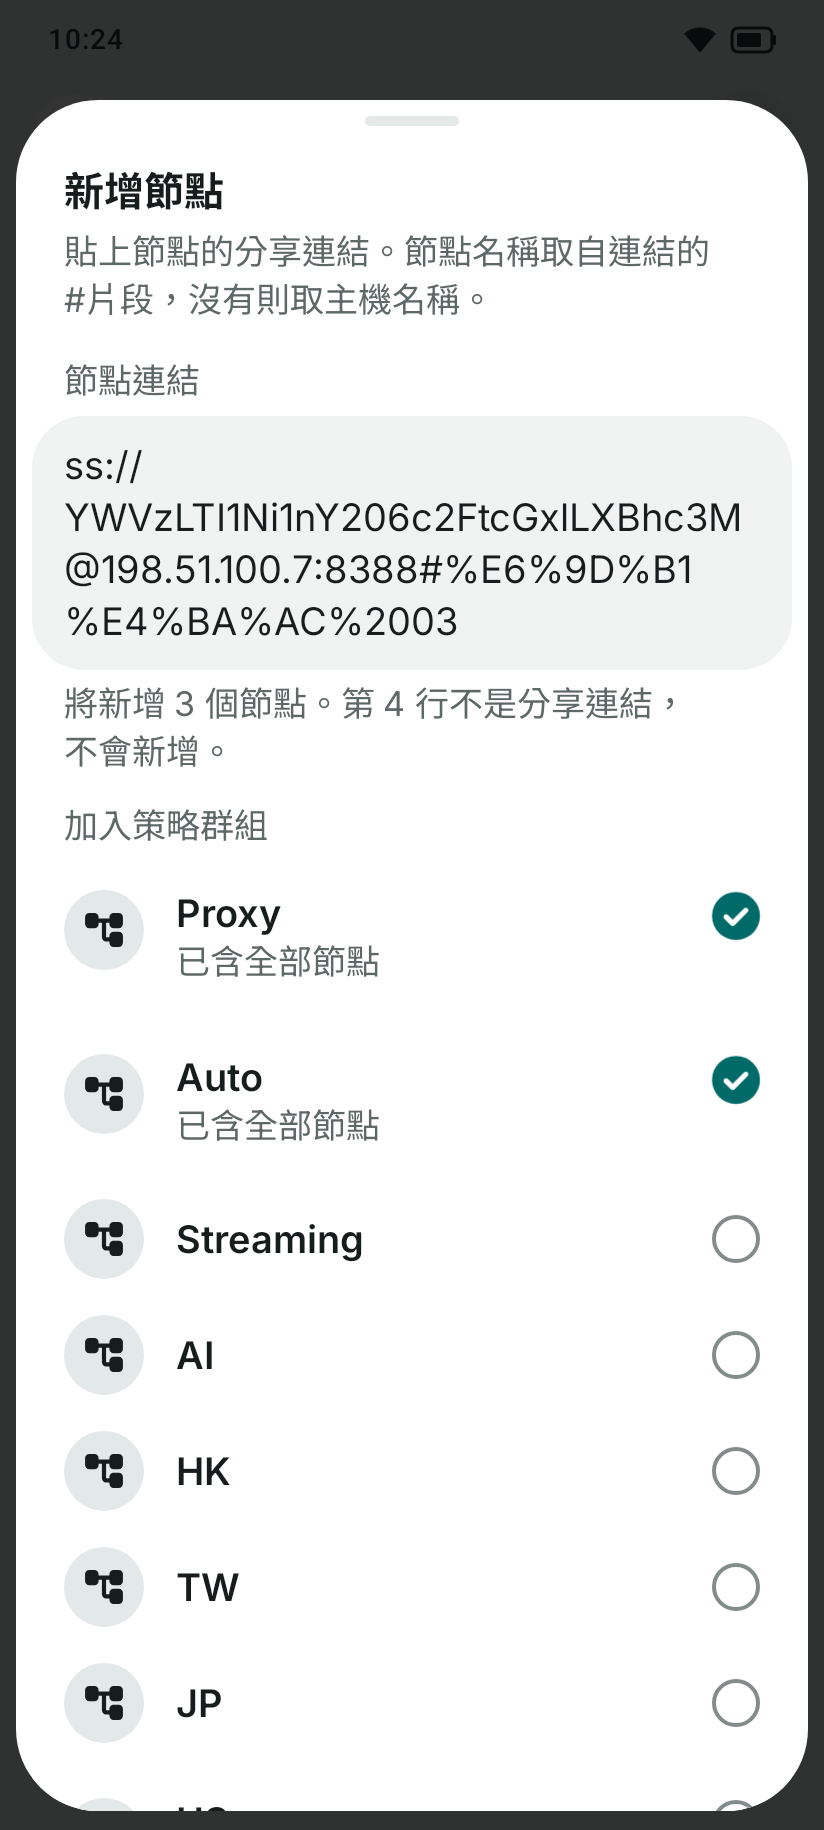 10:24
新增節點
貼上節點的分享連結。節點名稱取自連結的
#片段，沒有則取主機名稱。
節點連結
ss://
YWVzLTI1Ni1nY206c2FtcGxlLXBhc3M
@198.51.100.7:8388#%E6%9D%B1
%E4%BA%AC%2003
將新增 3 個節點。第 4 行不是分享連結，
不會新增。
加入策略群組
Proxy
已含全部節點
Auto
已含全部節點
Streaming
AI
HK
TW
JP